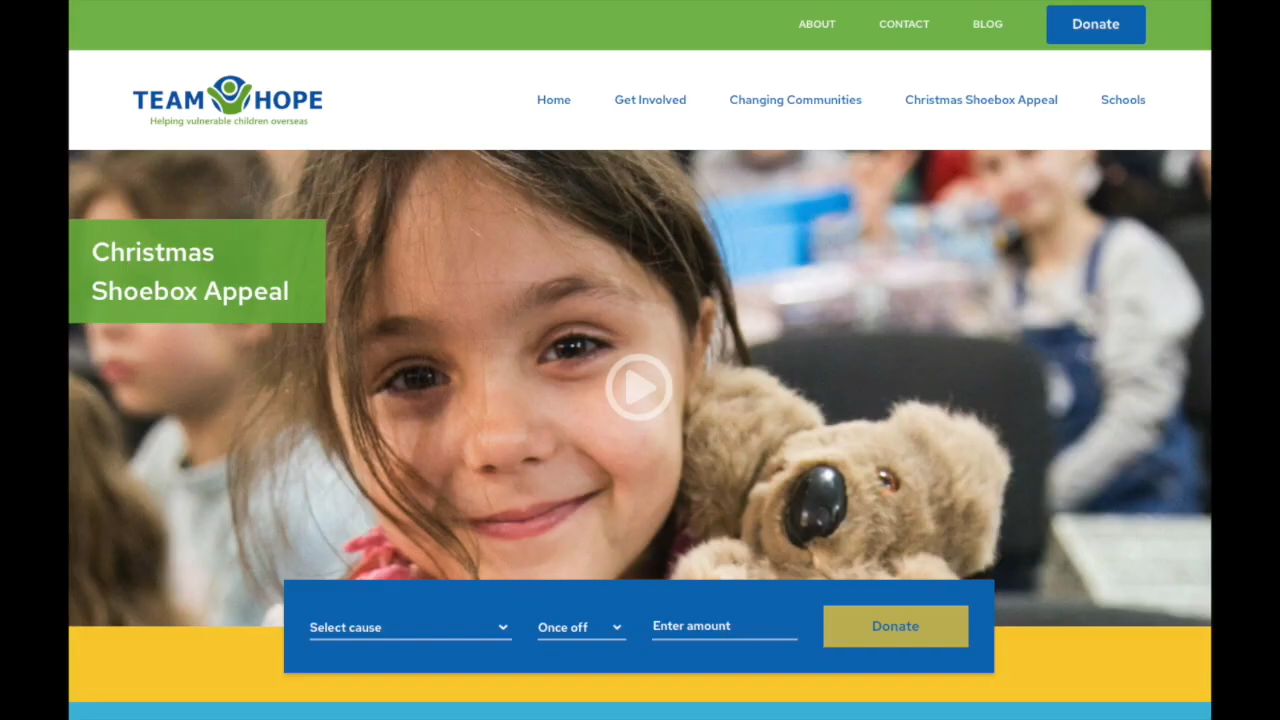 ABOUT CONTACT BLOG Donate
TEAM HOPE
Helping vulnerable children overseas
Home Get Involved Changing Communities Christmas Shoebox Appeal Schools
Christmas
Shoebox Appeal
Select cause Once off Enter amount Donate